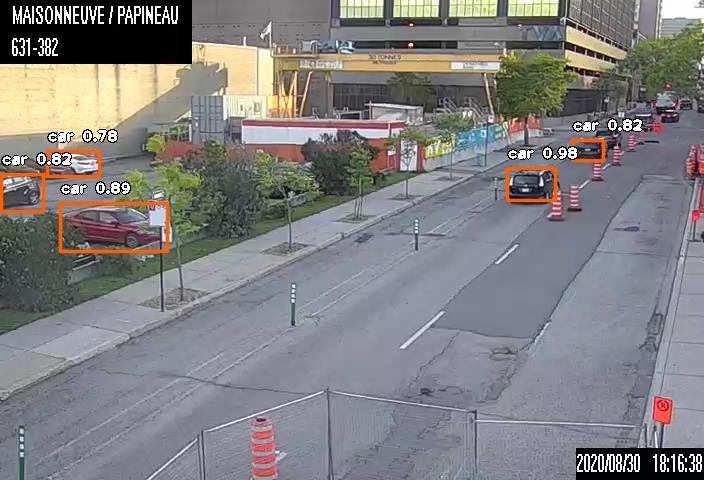 MAISONNEUVE / PAPINEAU
631-382
30 TONNES
car 0.78
car 0.82
car 0.89
car 0.82
car 0.98
2020/08/30 18:16:38